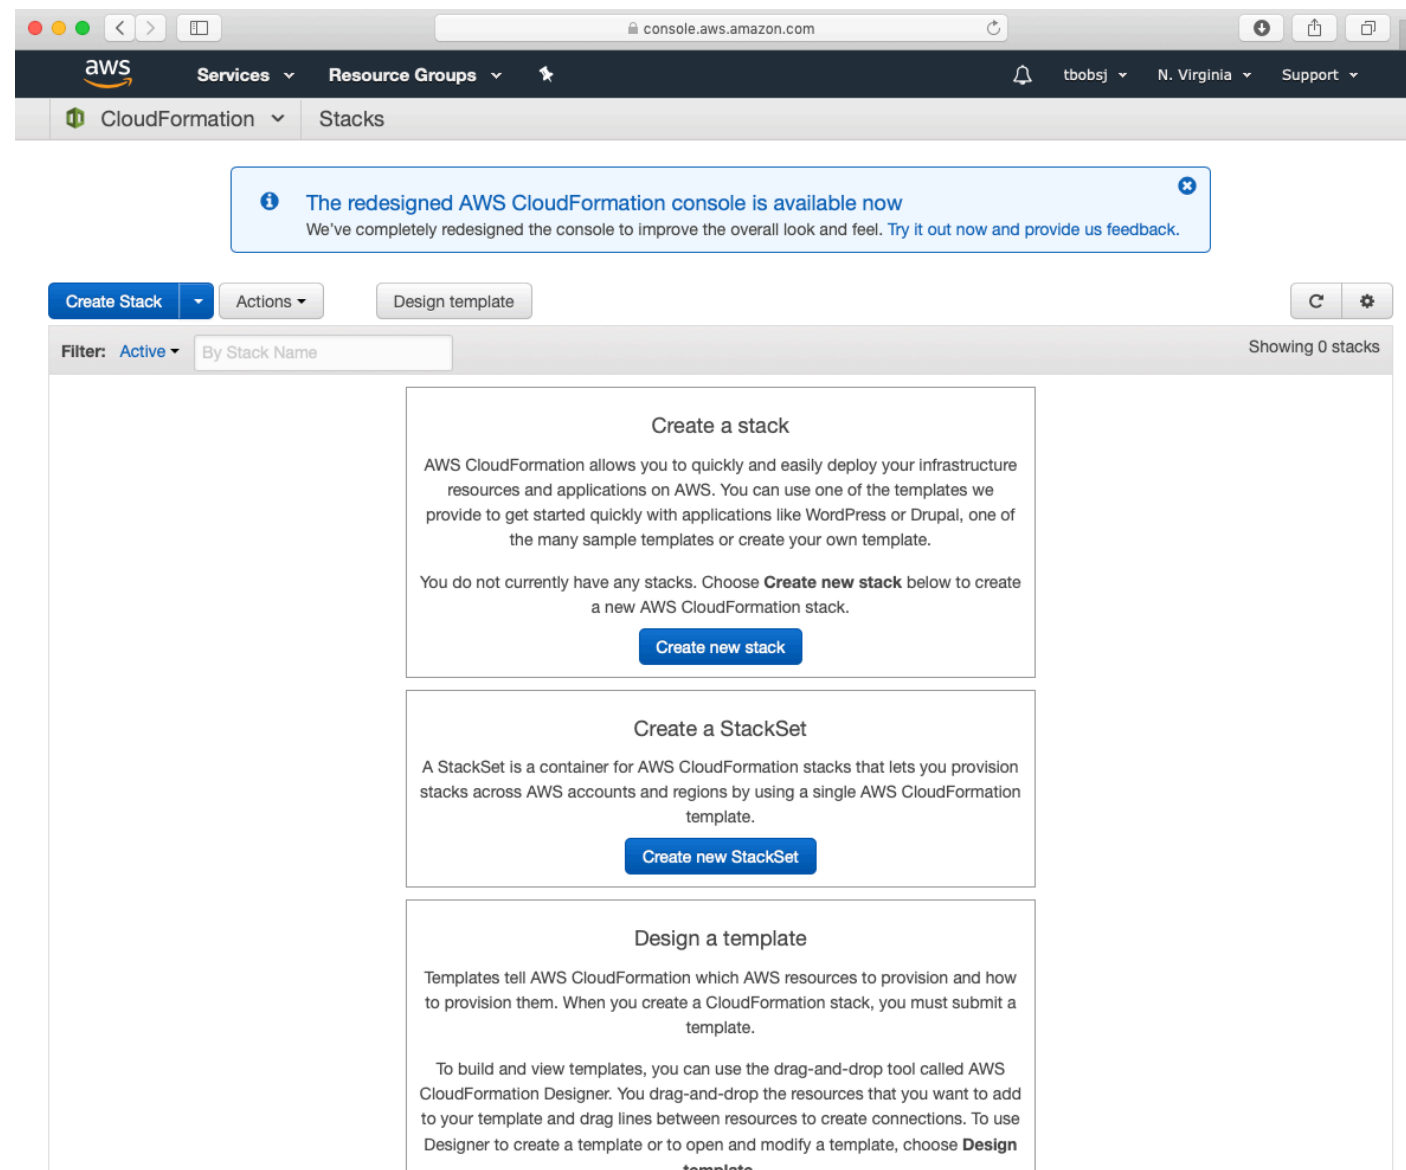 console.aws.amazon.com
aws Services Resource Groups tbobsj N. Virginia Support
CloudFormation Stacks
The redesigned AWS CloudFormation console is available now
We've completely redesigned the console to improve the overall look and feel. Try it out now and provide us feedback.
Create Stack Actions Design template
Filter: Active By Stack Name Showing 0 stacks
Create a stack
AWS CloudFormation allows you to quickly and easily deploy your infrastructure
resources and applications on AWS. You can use one of the templates we
provide to get started quickly with applications like WordPress or Drupal, one of
the many sample templates or create your own template.
You do not currently have any stacks. Choose Create new stack below to create
a new AWS CloudFormation stack.
Create new stack
Create a StackSet
A StackSet is a container for AWS CloudFormation stacks that lets you provision
stacks across AWS accounts and regions by using a single AWS CloudFormation
template.
Create new StackSet
Design a template
Templates tell AWS CloudFormation which AWS resources to provision and how
to provision them. When you create a CloudFormation stack, you must submit a
template.
To build and view templates, you can use the drag-and-drop tool called AWS
CloudFormation Designer. You drag-and-drop the resources that you want to add
to your template and drag lines between resources to create connections. To use
Designer to create a template or to open and modify a template, choose Design
template